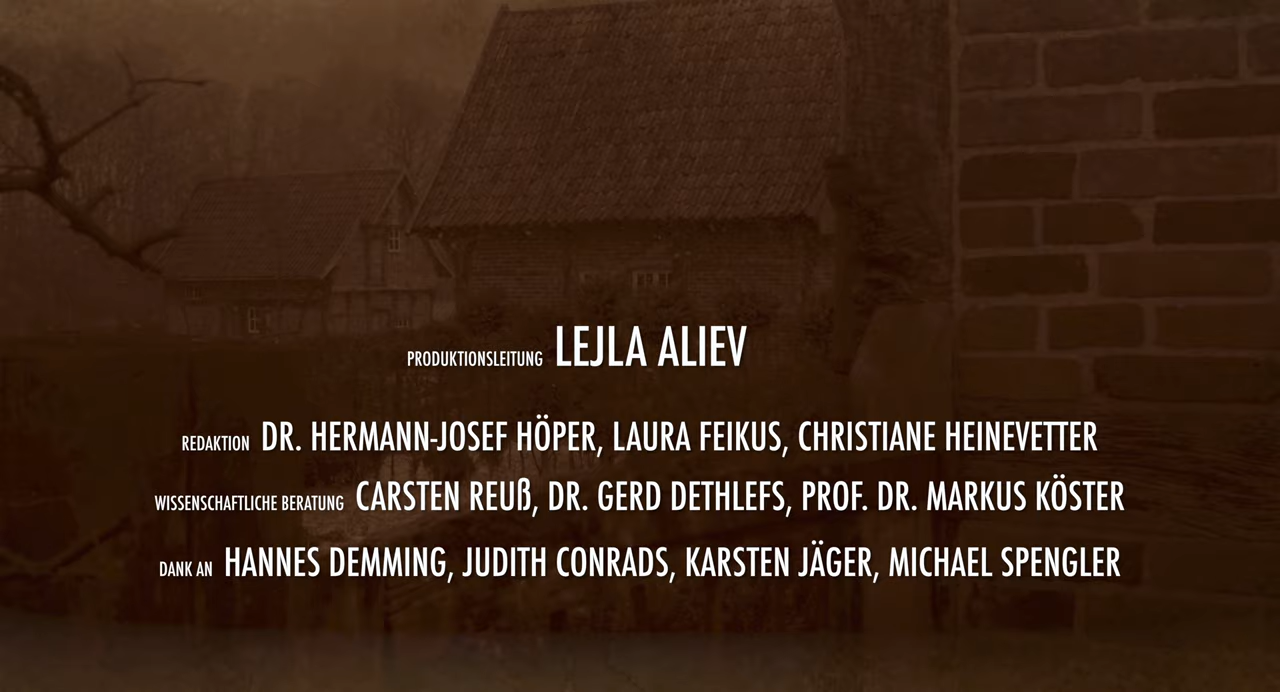 PRODUKTIONSLEITUNG LEJLA ALIEV
REDAKTION DR. HERMANN-JOSEF HÖPER, LAURA FEIKUS, CHRISTIANE HEINEVETTER
WISSENSCHAFTLICHE BERATUNG CARSTEN REUß, DR. GERD DETHLEFS, PROF. DR. MARKUS KÖSTER
DANK AN HANNES DEMMING, JUDITH CONRADS, KARSTEN JÄGER, MICHAEL SPENGLER